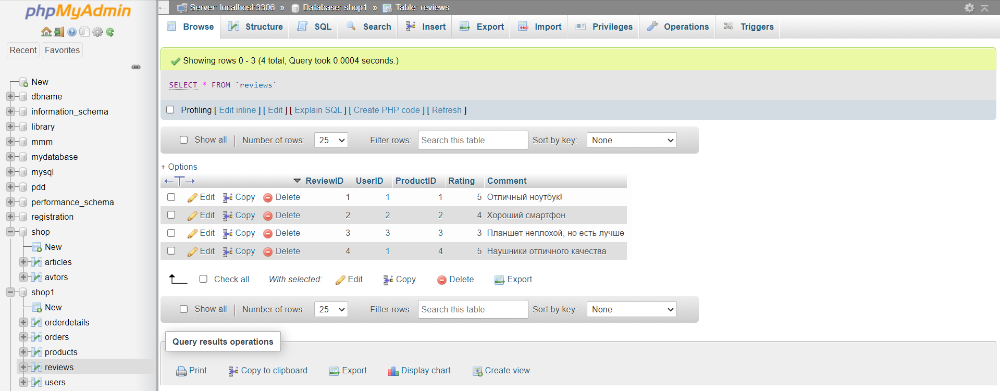 phpMyAdmin
Recent Favorites
New
dbname
information_schema
library
mmm
mydatabase
mysql
pdd
performance_schema
registration
shop
New
articles
avtors
shop1
New
orderdetails
orders
products
reviews
users
Server: localhost:3306 » Database: shop1 » Table: reviews
Browse Structure SQL Search Insert Export Import Privileges Operations Triggers
Showing rows 0 - 3 (4 total, Query took 0.0004 seconds.)
SELECT * FROM `reviews`
Profiling [ Edit inline ] [ Edit ] [ Explain SQL ] [ Create PHP code ] [ Refresh ]
Show all | Number of rows: 25 Filter rows: Search this table Sort by key: None
+ Options
←T→ ReviewID UserID ProductID Rating Comment
Edit Copy Delete 1 1 1 5 Отличный ноутбук!
Edit Copy Delete 2 2 2 4 Хороший смартфон
Edit Copy Delete 3 3 3 3 Планшет неплохой, но есть лучше
Edit Copy Delete 4 1 4 5 Наушники отличного качества
Check all With selected: Edit Copy Delete Export
Show all | Number of rows: 25 Filter rows: Search this table Sort by key: None
Query results operations
Print Copy to clipboard Export Display chart Create view